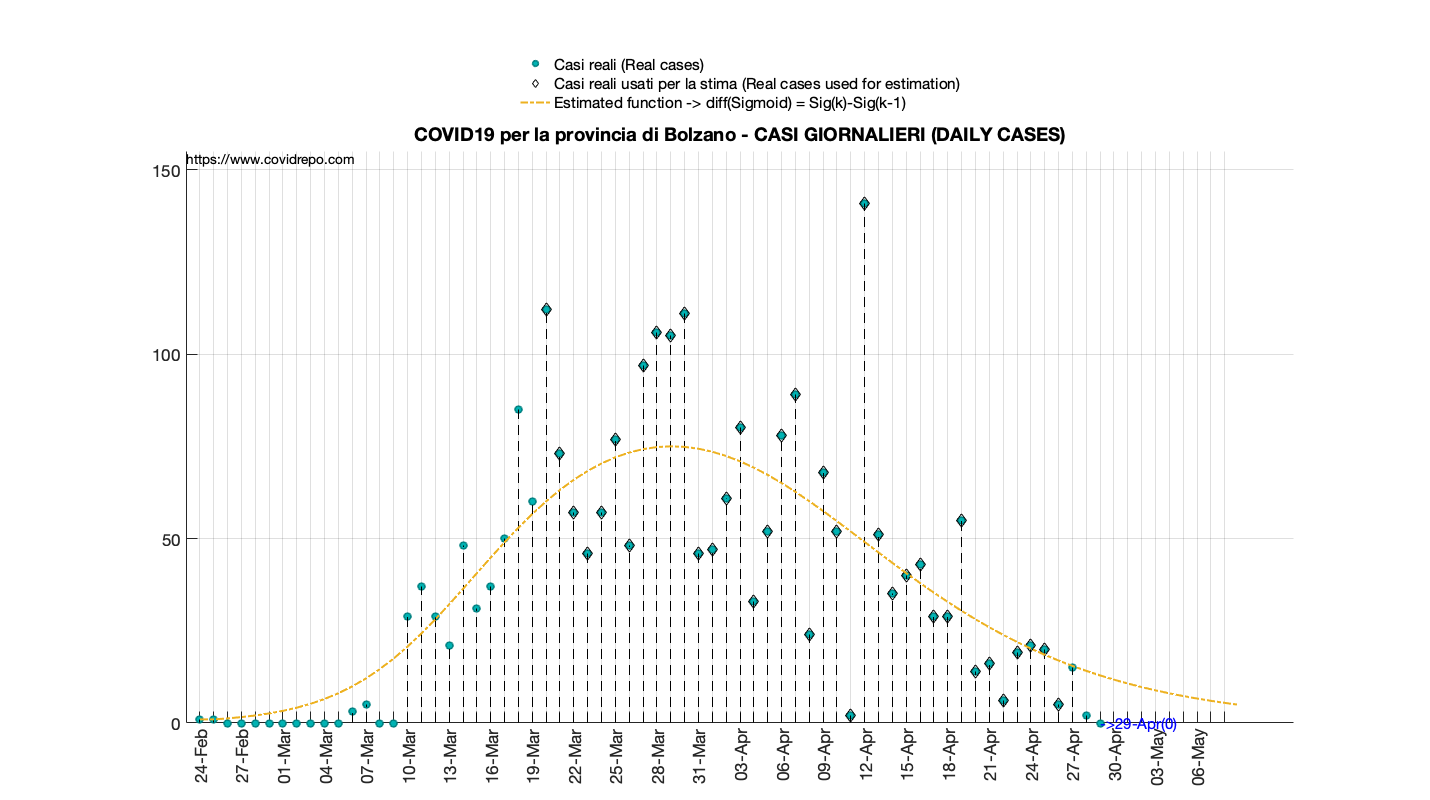 Casi reali (Real cases)
Casi reali usati per la stima (Real cases used for estimation)
Estimated function -> diff(Sigmoid) = Sig(k)-Sig(k-1)
COVID19 per la provincia di Bolzano - CASI GIORNALIERI (DAILY CASES)
https://www.covidrepo.com
150
100
50
0
->29-Apr(0)
24-Feb
27-Feb
01-Mar
04-Mar
07-Mar
10-Mar
13-Mar
16-Mar
19-Mar
22-Mar
25-Mar
28-Mar
31-Mar
03-Apr
06-Apr
09-Apr
12-Apr
15-Apr
18-Apr
21-Apr
24-Apr
27-Apr
30-Apr
03-May
06-May